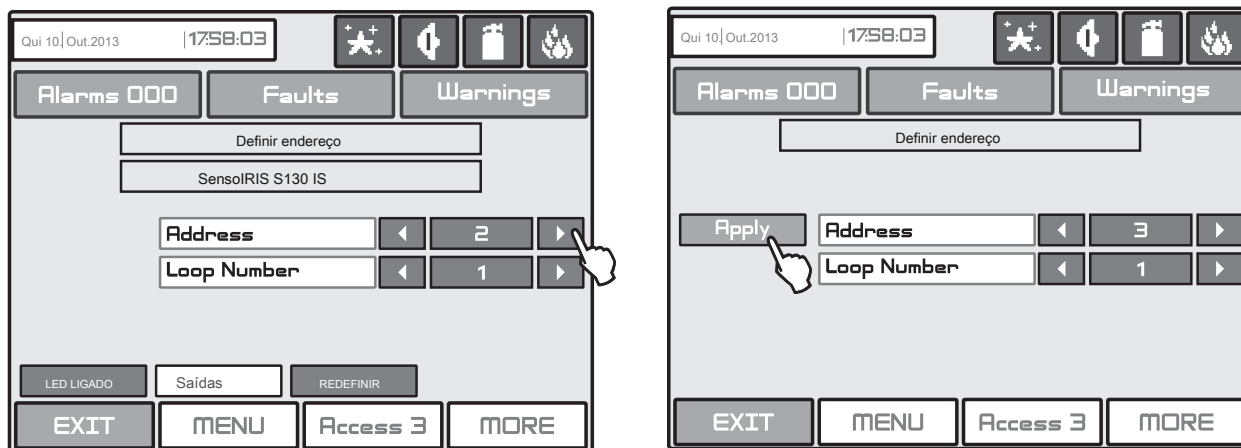 Qui 10. Out.2013 17:58:03
Alarms 000 Faults Warnings
Definir endereço
SensoIRIS S130 IS
Address 2
Loop Number 1
LED LIGADO Saídas REDEFINIR
EXIT MENU Access 3 MORE
Qui 10. Out.2013 17:58:03
Alarms 000 Faults Warnings
Definir endereço
Apply Address 3
Loop Number 1
EXIT MENU Access 3 MORE